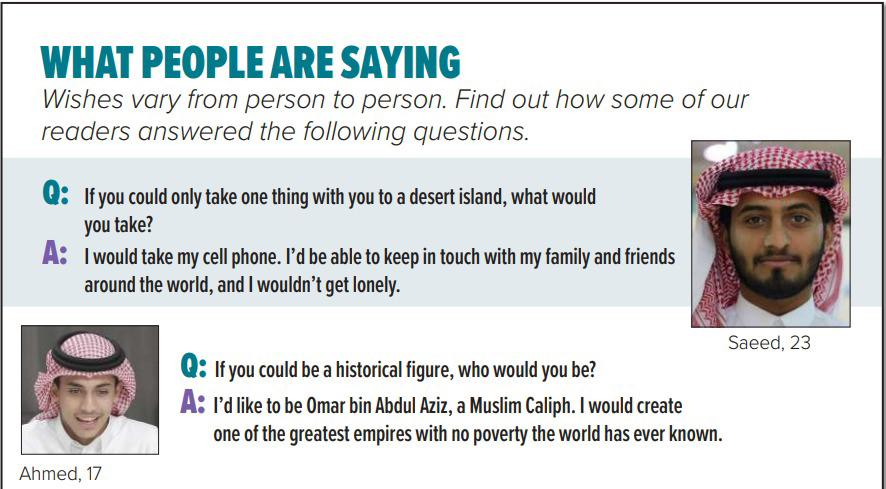 WHAT PEOPLE ARE SAYING
Wishes vary from person to person. Find out how some of our
readers answered the following questions.
Q: If you could only take one thing with you to a desert island, what would
you take?
A: I would take my cell phone. I'd be able to keep in touch with my family and friends
around the world, and I wouldn't get lonely.
Saeed, 23
Q: If you could be a historical figure, who would you be?
A: I'd like to be Omar bin Abdul Aziz, a Muslim Caliph. I would create
one of the greatest empires with no poverty the world has ever known.
Ahmed, 17